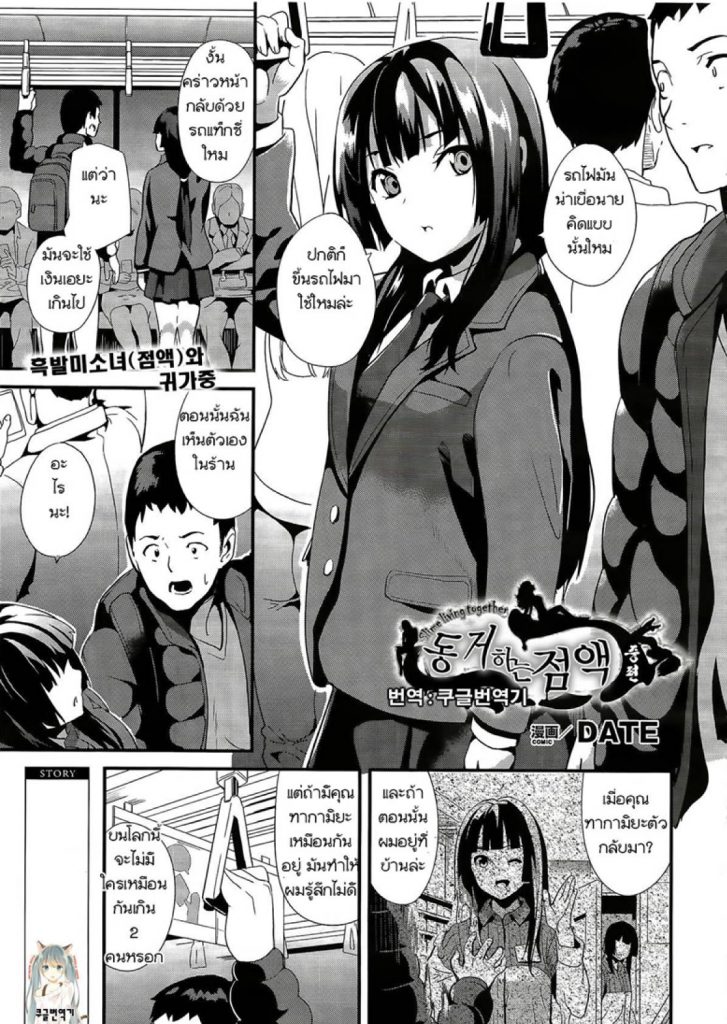 รถไฟมัน
น่าเบื่อนาย
คิดแบบ
นั้นไหม
ปกติก็
ขึ้นรถไฟมา
ใช่ไหมล่ะ
งั้น
คร่าวหน้า
กลับด้วย
รถแท็กซี่
ไหม
แต่ว่า
นะ
มันจะใช้
เงินเยอะ
เกินไป
흑발미소녀(점액)와
귀가중
ตอนนั้นฉัน
เห็นตัวเอง
ในร้าน
อะ
ไร
นะ!
Slime living together
동거하는점액
중편
번역:쿠글번역기
漫画
COMIC
DATE
เมื่อคุณ
ทากามิยะตัว
กลับมา?
และถ้า
ตอนนั้น
ผมอยู่ที่
บ้านล่ะ
แต่ถ้ามีคุณ
ทากามิยะ
เหมือนกัน
อยู่ มันทำให้
ผมรู้สึกไม่ดี
บนโลกนี้
จะไม่มี
ใครเหมือน
กันเกิน
2
คนหรอก
STORY
쿠글번역기